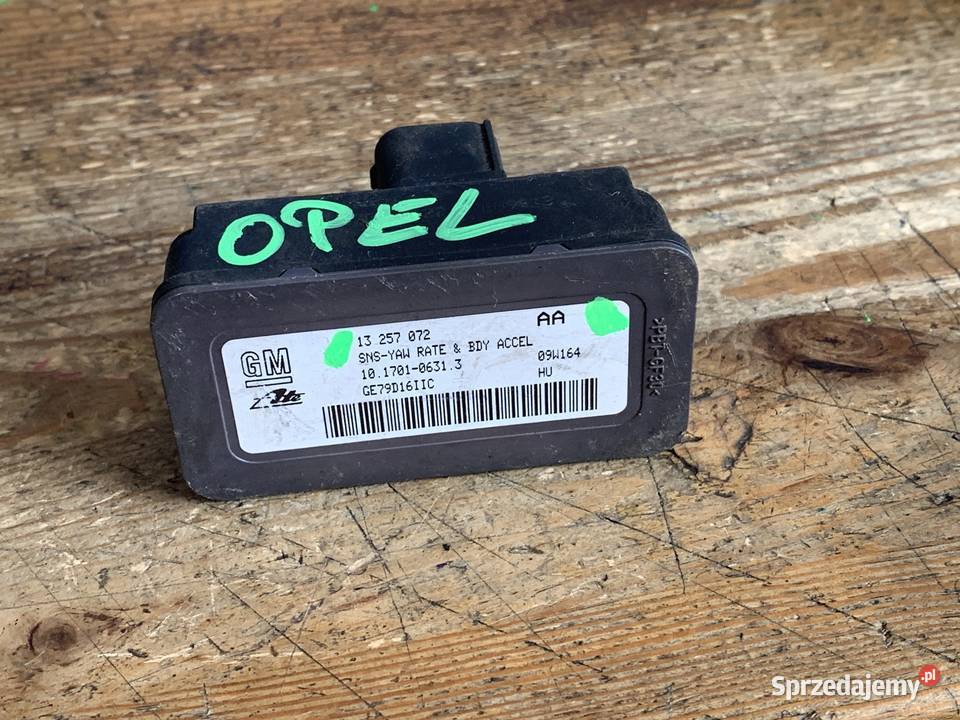 OPEL
GM
Ate
13 257 072
AA
SNS-YAW RATE & BDY ACCEL
10.1701-0631.3
09W164
GE79D16IIC
HU
>PBT-GF30<
Sprzedajemy.pl